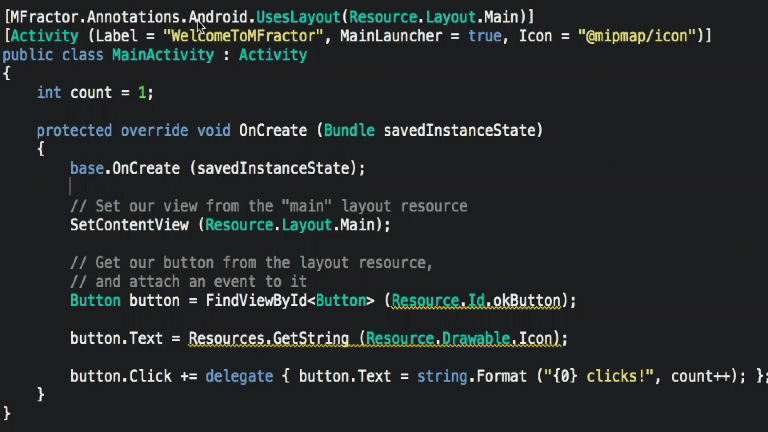 [MFractor.Annotations.Android.UsesLayout(Resource.Layout.Main)]
[Activity (Label = "WelcomeToMFractor", MainLauncher = true, Icon = "@mipmap/icon")]
public class MainActivity : Activity
{
    int count = 1;

    protected override void OnCreate (Bundle savedInstanceState)
    {
        base.OnCreate (savedInstanceState);

        // Set our view from the "main" layout resource
        SetContentView (Resource.Layout.Main);

        // Get our button from the layout resource,
        // and attach an event to it
        Button button = FindViewById<Button> (Resource.Id.okButton);

        button.Text = Resources.GetString (Resource.Drawable.Icon);

        button.Click += delegate { button.Text = string.Format ("{0} clicks!", count++); };
    }
}